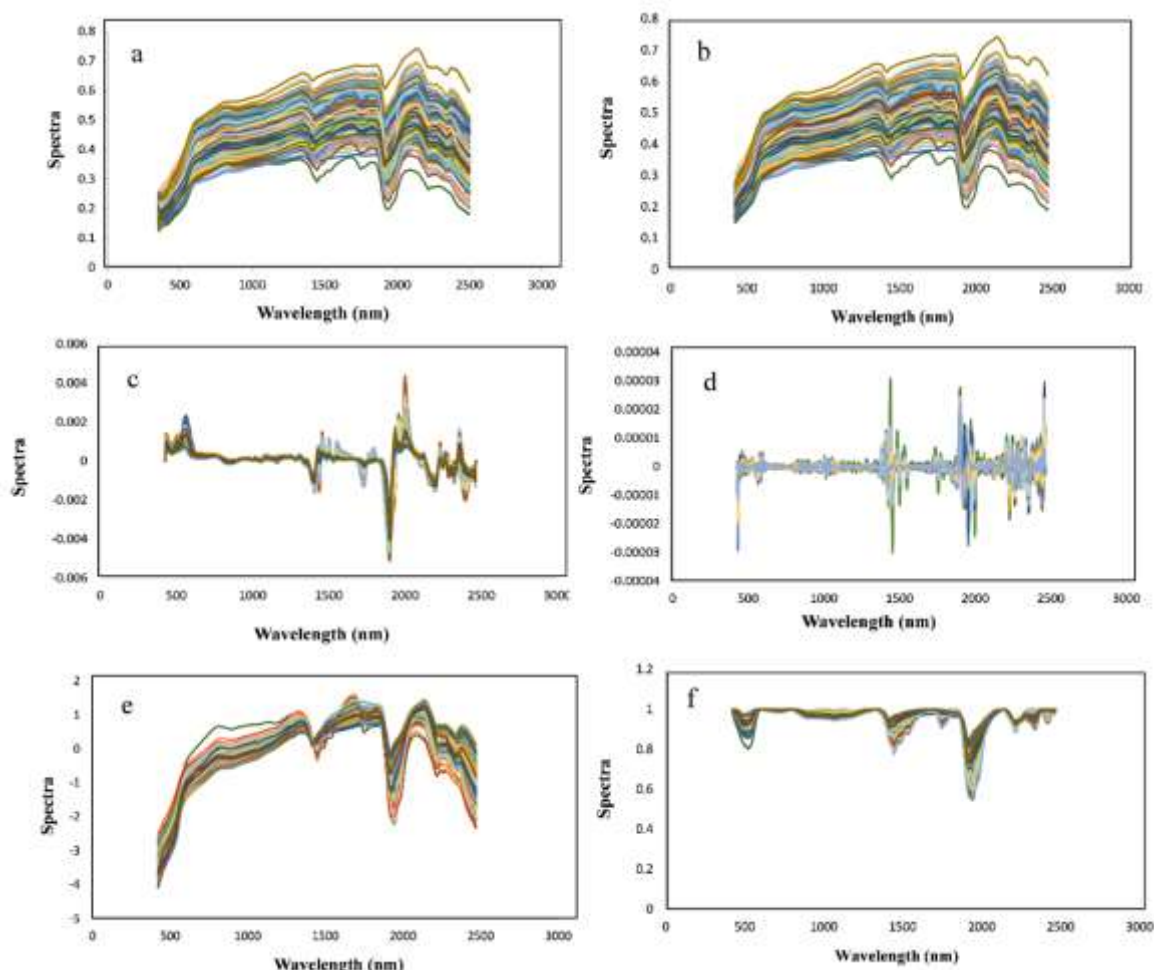 a
0.8
0.7
0.6
0.5
0.4
0.3
0.2
0.1
0
Spectra
0 500 1000 1500 2000 2500 3000
Wavelength (nm)
b
0.8
0.7
0.6
0.5
0.4
0.3
0.2
0.1
0
Spectra
0 500 1000 1500 2000 2500 3000
Wavelength (nm)
c
0.006
0.004
0.002
0
-0.002
-0.004
-0.006
Spectra
0 500 1000 1500 2000 2500 3000
Wavelength (nm)
d
0.00004
0.00003
0.00002
0.00001
0
-0.00001
-0.00002
-0.00003
-0.00004
Spectra
0 500 1000 1500 2000 2500 3000
Wavelength (nm)
e
2
1
0
-1
-2
-3
-4
-5
Spectra
0 500 1000 1500 2000 2500 3000
Wavelength (nm)
f
1.2
1
0.8
0.6
0.4
0.2
0
Spectra
0 500 1000 1500 2000 2500 3000
Wavelength (nm)